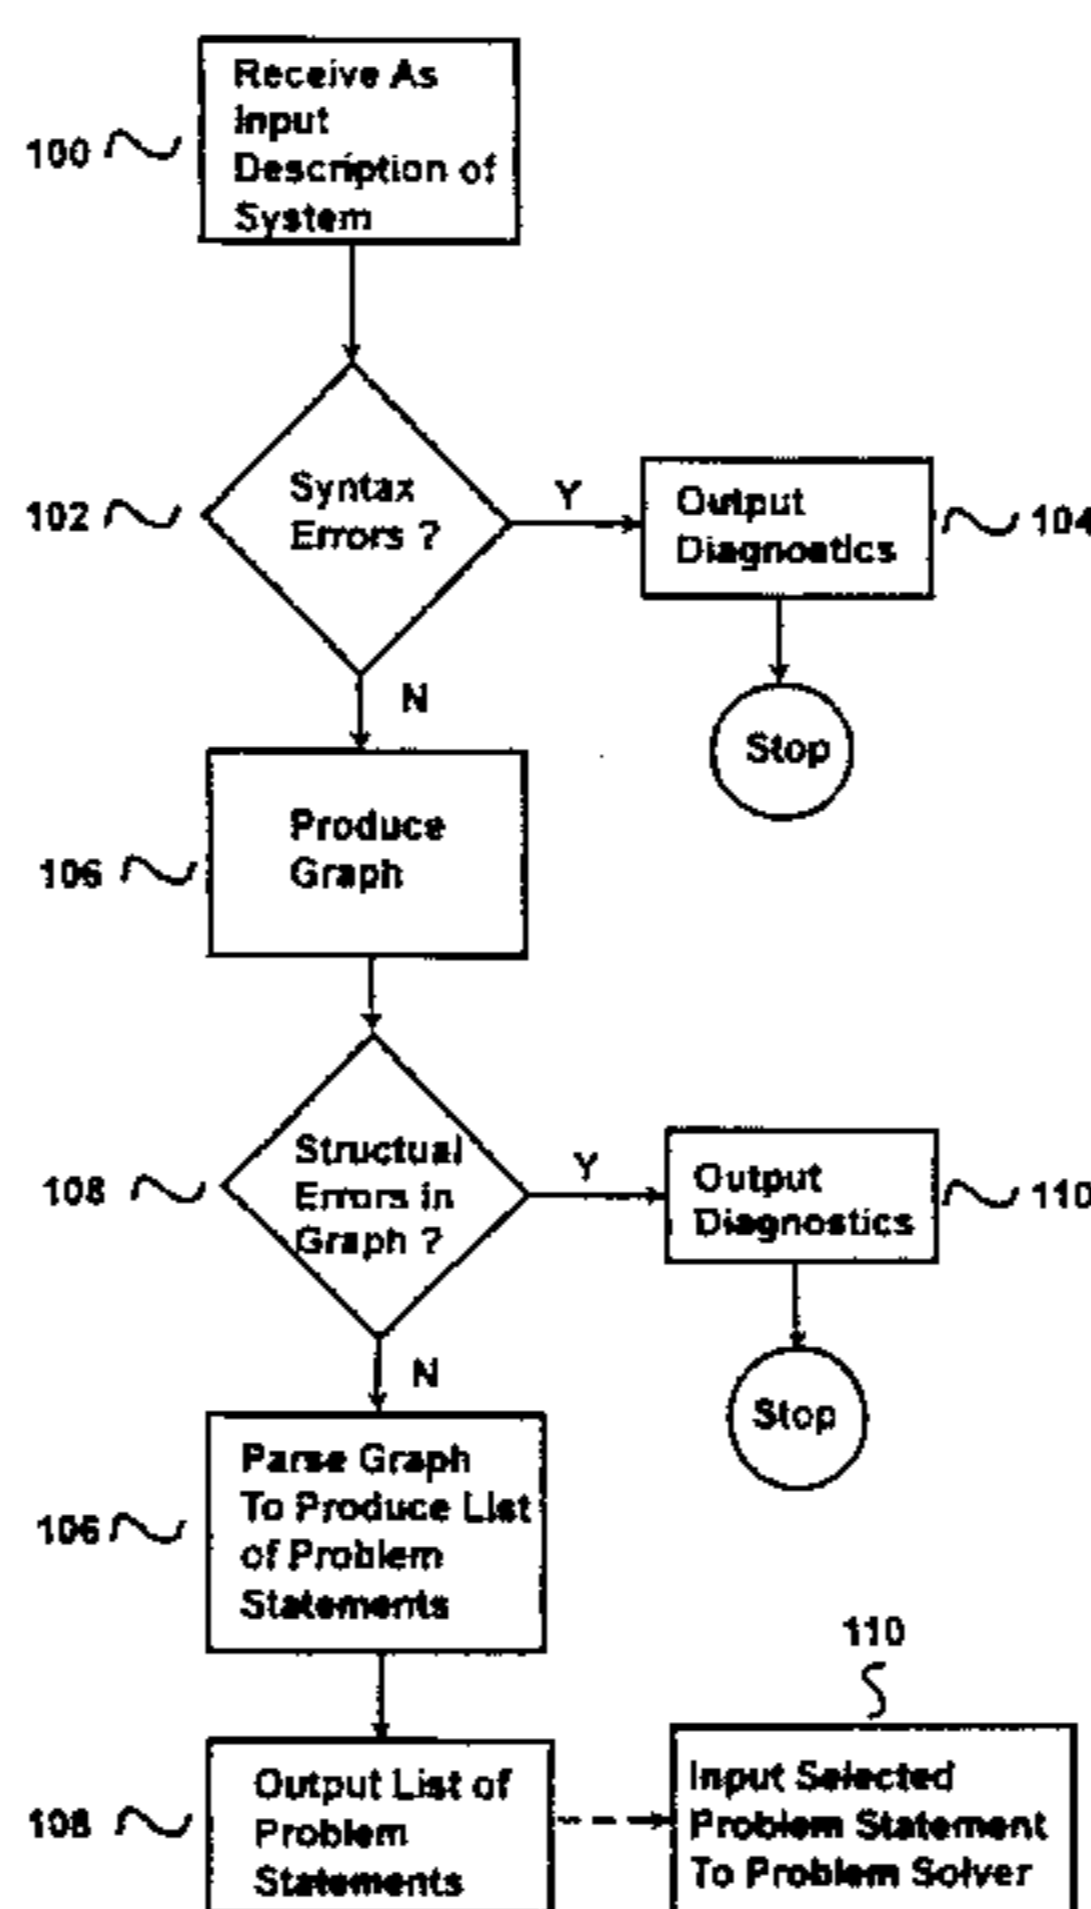 Receive As
Input
Description of
System
100
Syntax
Errors ?
102
Y
Output
Diagnostics
104
N
Stop
Produce
Graph
106
Structual
Errors in
Graph ?
108
Y
Output
Diagnostics
110
N
Stop
Parse Graph
To Produce List
of Problem
Statements
106
110
Output List of
Problem
Statements
108
Input Selected
Problem Statement
To Problem Solver